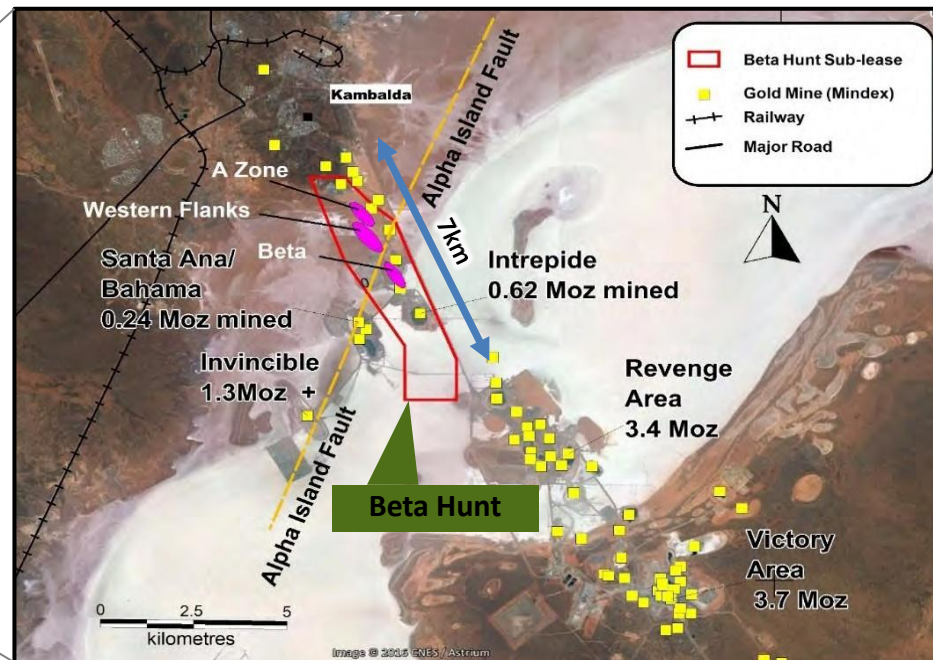 Kambalda
Alpha Island Fault
A Zone
Western Flanks
Beta
Santa Ana/
Bahama
0.24 Moz mined
Invincible
1.3Moz +
7km
Intrepide
0.62 Moz mined
Revenge
Area
3.4 Moz
Victory
Area
3.7 Moz
Alpha Island Fault
Beta Hunt
Beta Hunt Sub-lease
Gold Mine (Mindex)
Railway
Major Road
N
0 2.5 5
kilometres
Image © 2016 CNES / Astrium